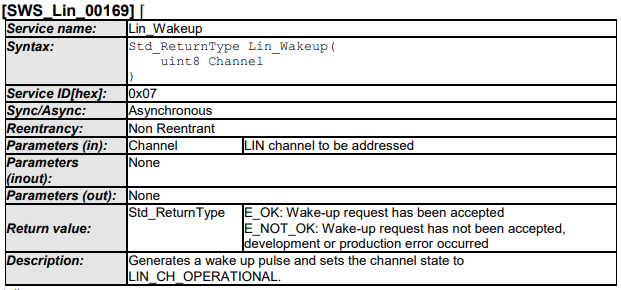 [SWS_Lin_00169] ⌈
Service name: Lin_Wakeup
Syntax: Std_ReturnType Lin_Wakeup(
uint8 Channel
)
Service ID[hex]: 0x07
Sync/Async: Asynchronous
Reentrancy: Non Reentrant
Parameters (in): Channel LIN channel to be addressed
Parameters None
(inout):
Parameters (out): None
Std_ReturnType E_OK: Wake-up request has been accepted
Return value: E_NOT_OK: Wake-up request has not been accepted,
development or production error occurred
Description: Generates a wake up pulse and sets the channel state to
LIN_CH_OPERATIONAL.